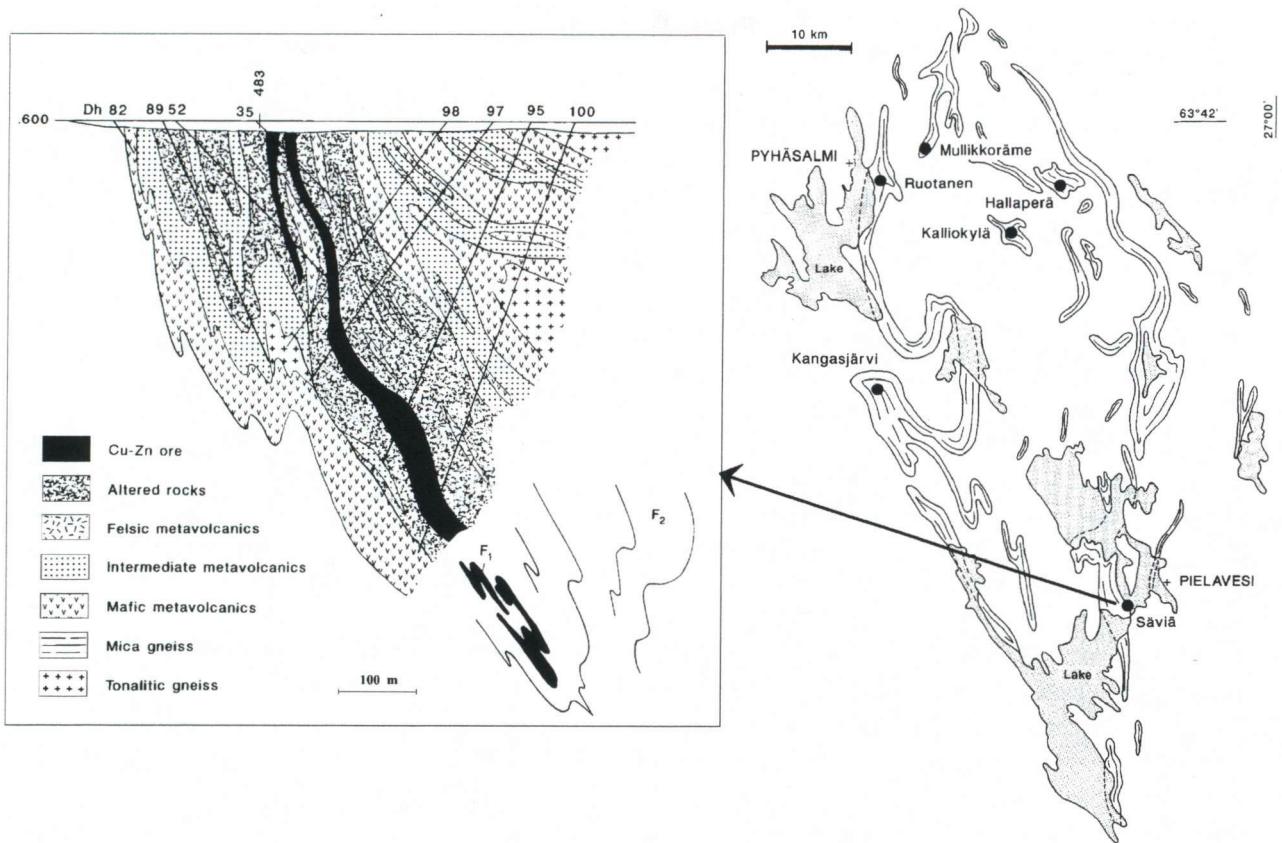 483
Dh 82 89 52 35 98 97 95 100
.600
Cu-Zn ore
Altered rocks
Felsic metavolcanics
Intermediate metavolcanics
Mafic metavolcanics
Mica gneiss
Tonalitic gneiss
100 m
F1
F2
10 km
63°42'
27°00'
PYHÄSALMI
Mullikkoräme
Ruotanen
Hallaperä
Kalliokylä
Lake
Kangasjärvi
PIELAVESI
Säviä
Lake